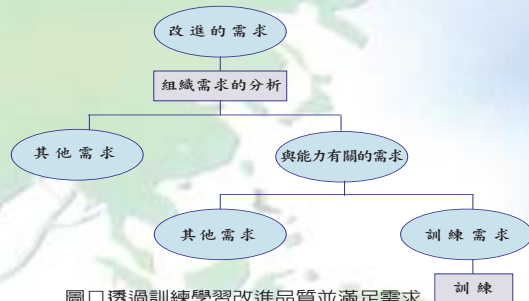 改進的需求
組織需求的分析
其他需求
與能力有關的需求
其他需求
訓練需求
訓練
圖□透過訓練學習改進品質並滿足需求